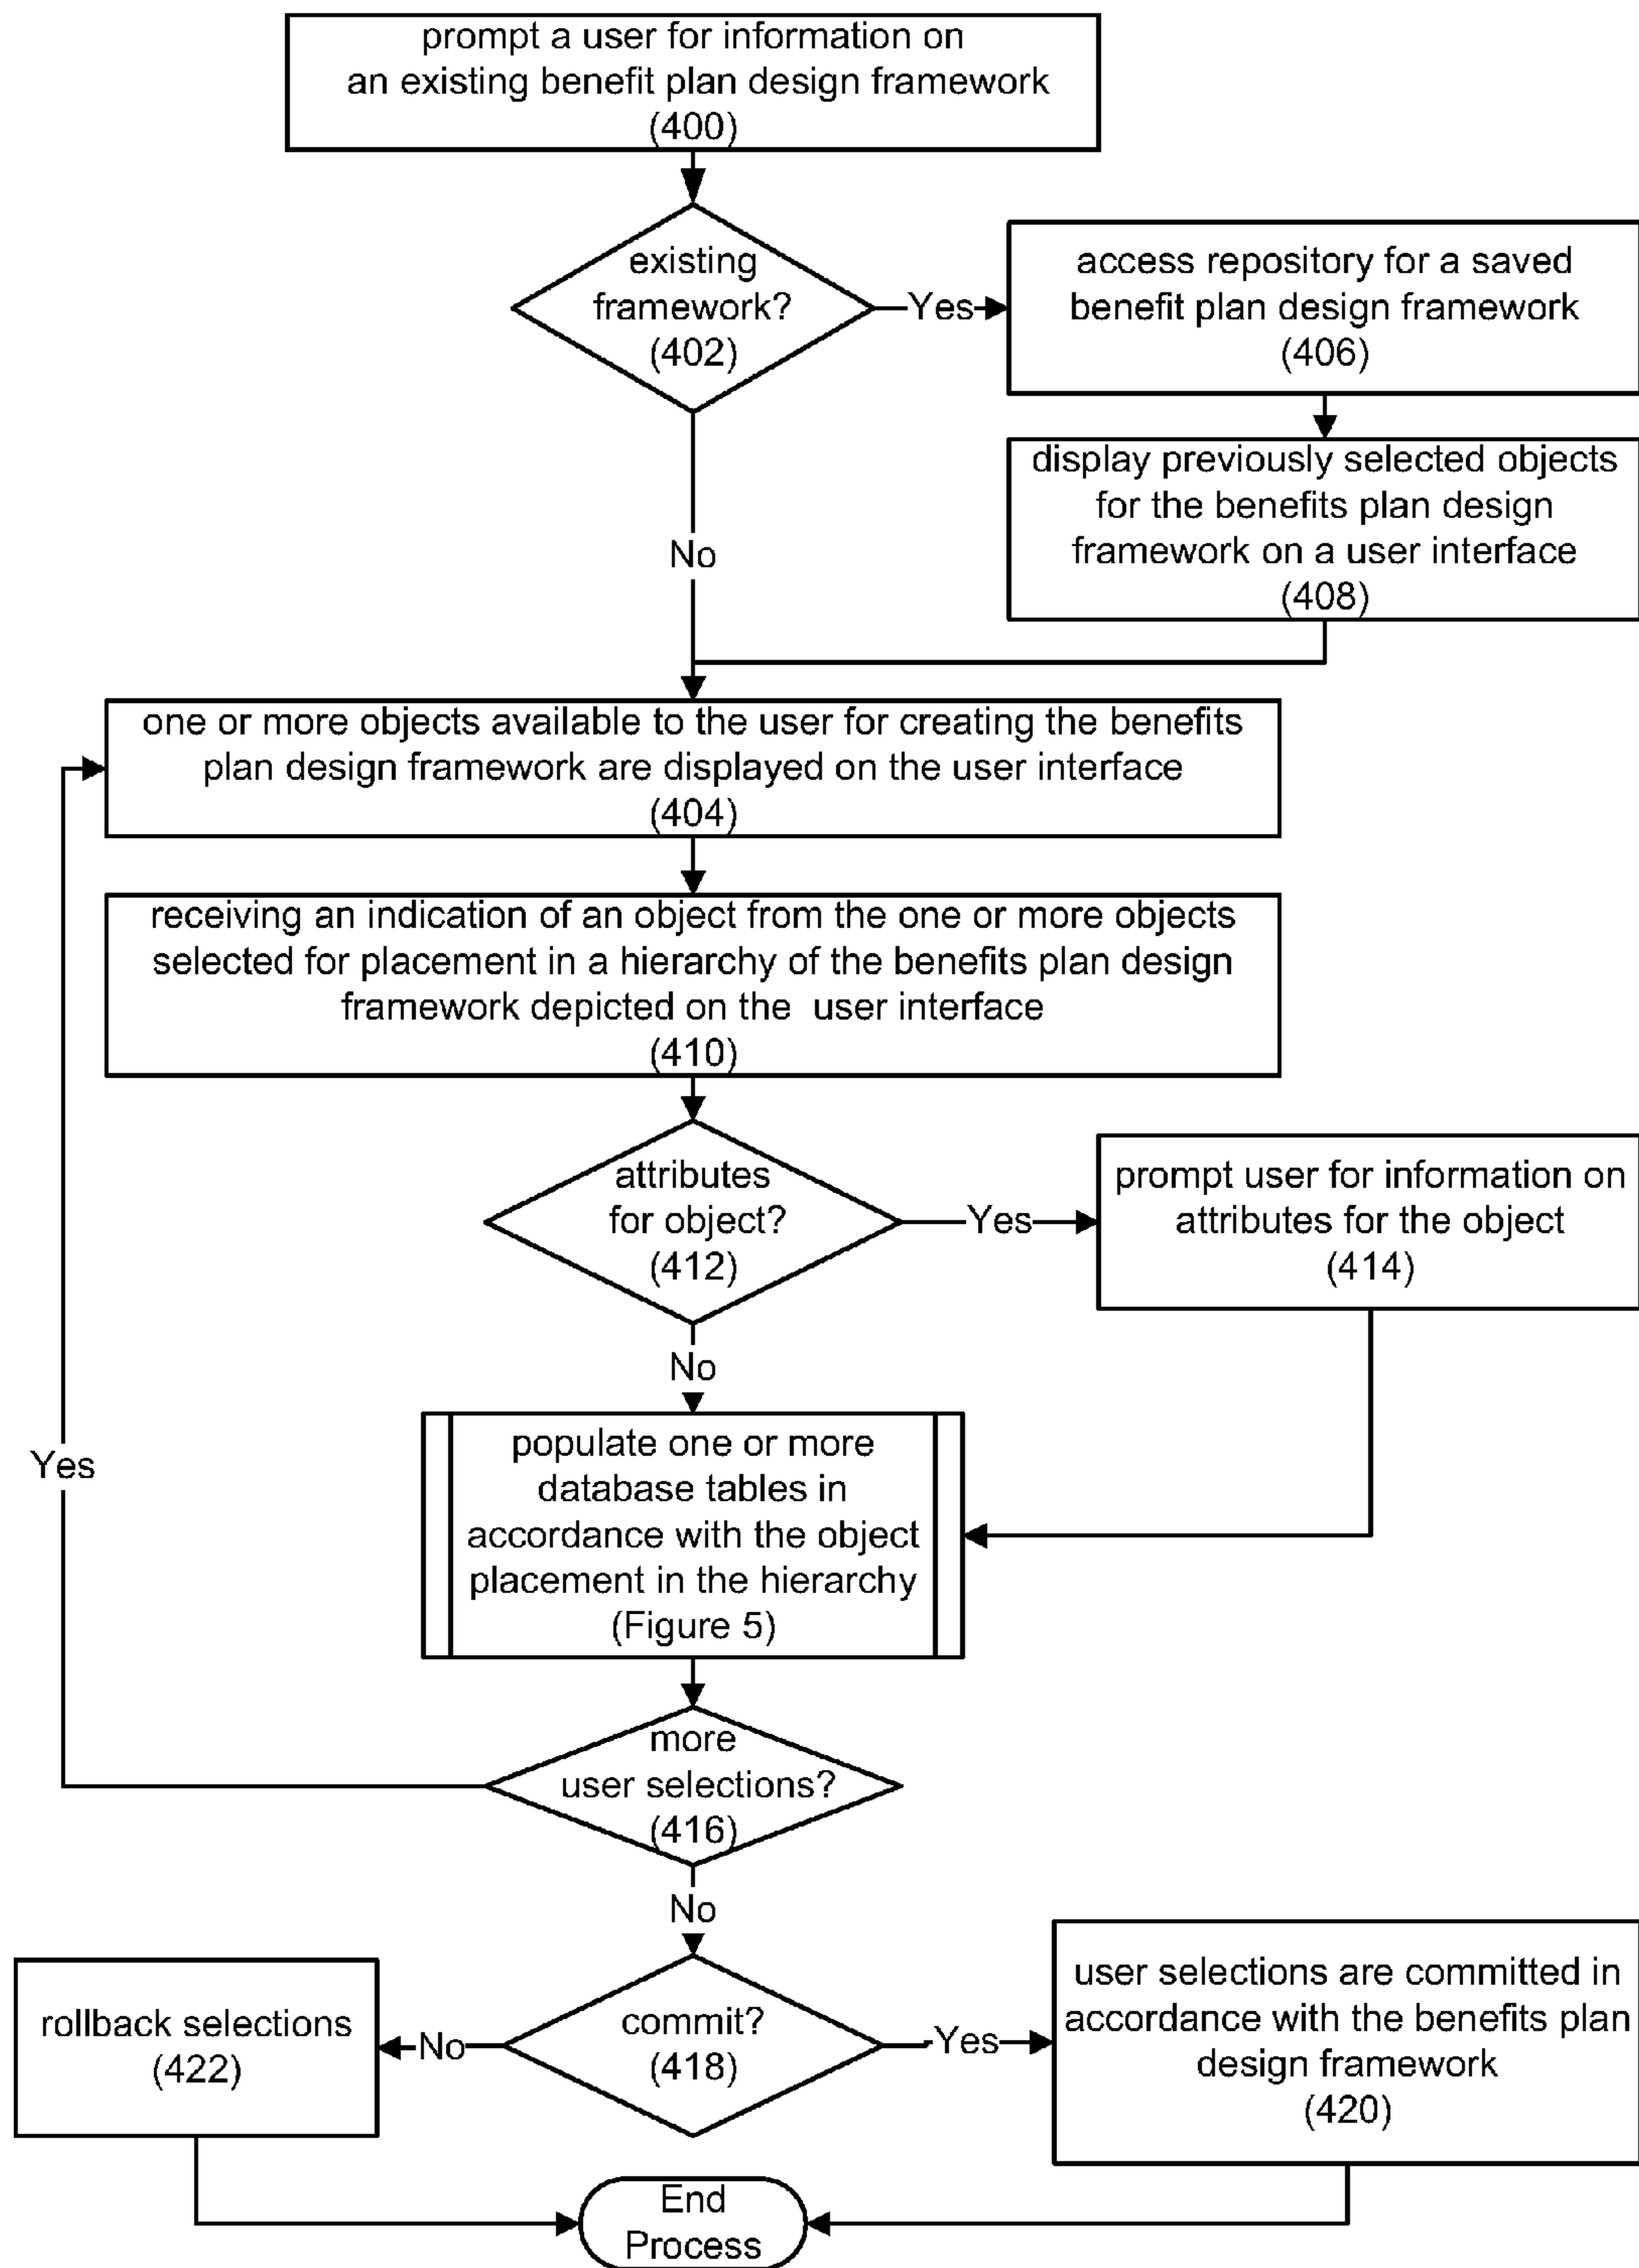 prompt a user for information on
an existing benefit plan design framework
(400)
existing
framework?
(402)
Yes
access repository for a saved
benefit plan design framework
(406)
display previously selected objects
for the benefits plan design
framework on a user interface
(408)
No
one or more objects available to the user for creating the benefits
plan design framework are displayed on the user interface
(404)
receiving an indication of an object from the one or more objects
selected for placement in a hierarchy of the benefits plan design
framework depicted on the user interface
(410)
attributes
for object?
(412)
Yes
prompt user for information on
attributes for the object
(414)
No
populate one or more
database tables in
accordance with the object
placement in the hierarchy
(Figure 5)
Yes
more
user selections?
(416)
No
commit?
(418)
No
rollback selections
(422)
Yes
user selections are committed in
accordance with the benefits plan
design framework
(420)
End
Process